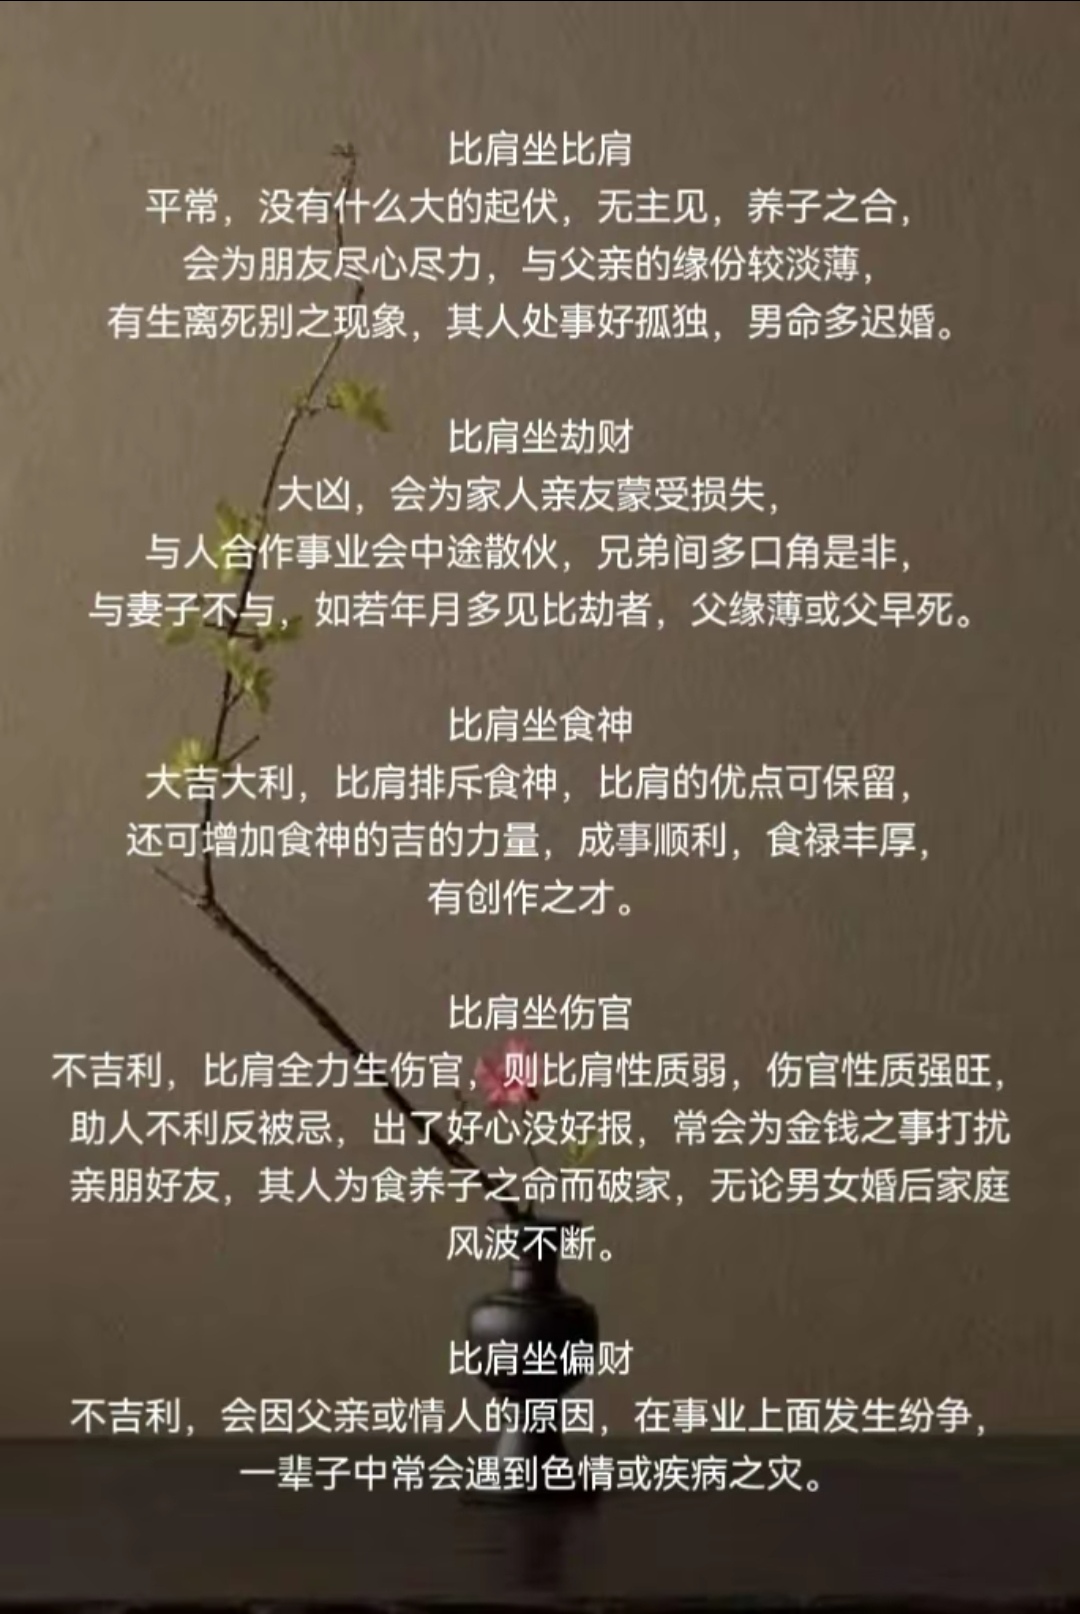 比肩坐比肩
平常，没有什么大的起伏，无主见，养子之合，
会为朋友尽心尽力，与父亲的缘份较淡薄，
有生离死别之现象，其人处事好孤独，男命多迟婚。
比肩坐劫财
大凶，会为家人亲友蒙受损失，
与人合作事业会中途散伙，兄弟间多口角是非，
与妻子不与，如若年月多见比劫者，父缘薄或父早死。
比肩坐食神
大吉大利，比肩排斥食神，比肩的优点可保留，
还可增加食神的吉的力量，成事顺利，食禄丰厚，
有创作之才。
比肩坐伤官
不吉利，比肩全力生伤官，则比肩性质弱，伤官性质强旺，
助人不利反被忌，出了好心没好报，常会为金钱之事打扰
亲朋好友，其人为食养子之命而破家，无论男女婚后家庭
风波不断。
比肩坐偏财
不吉利，会因父亲或情人的原因，在事业上面发生纷争，
一辈子中常会遇到色情或疾病之灾。